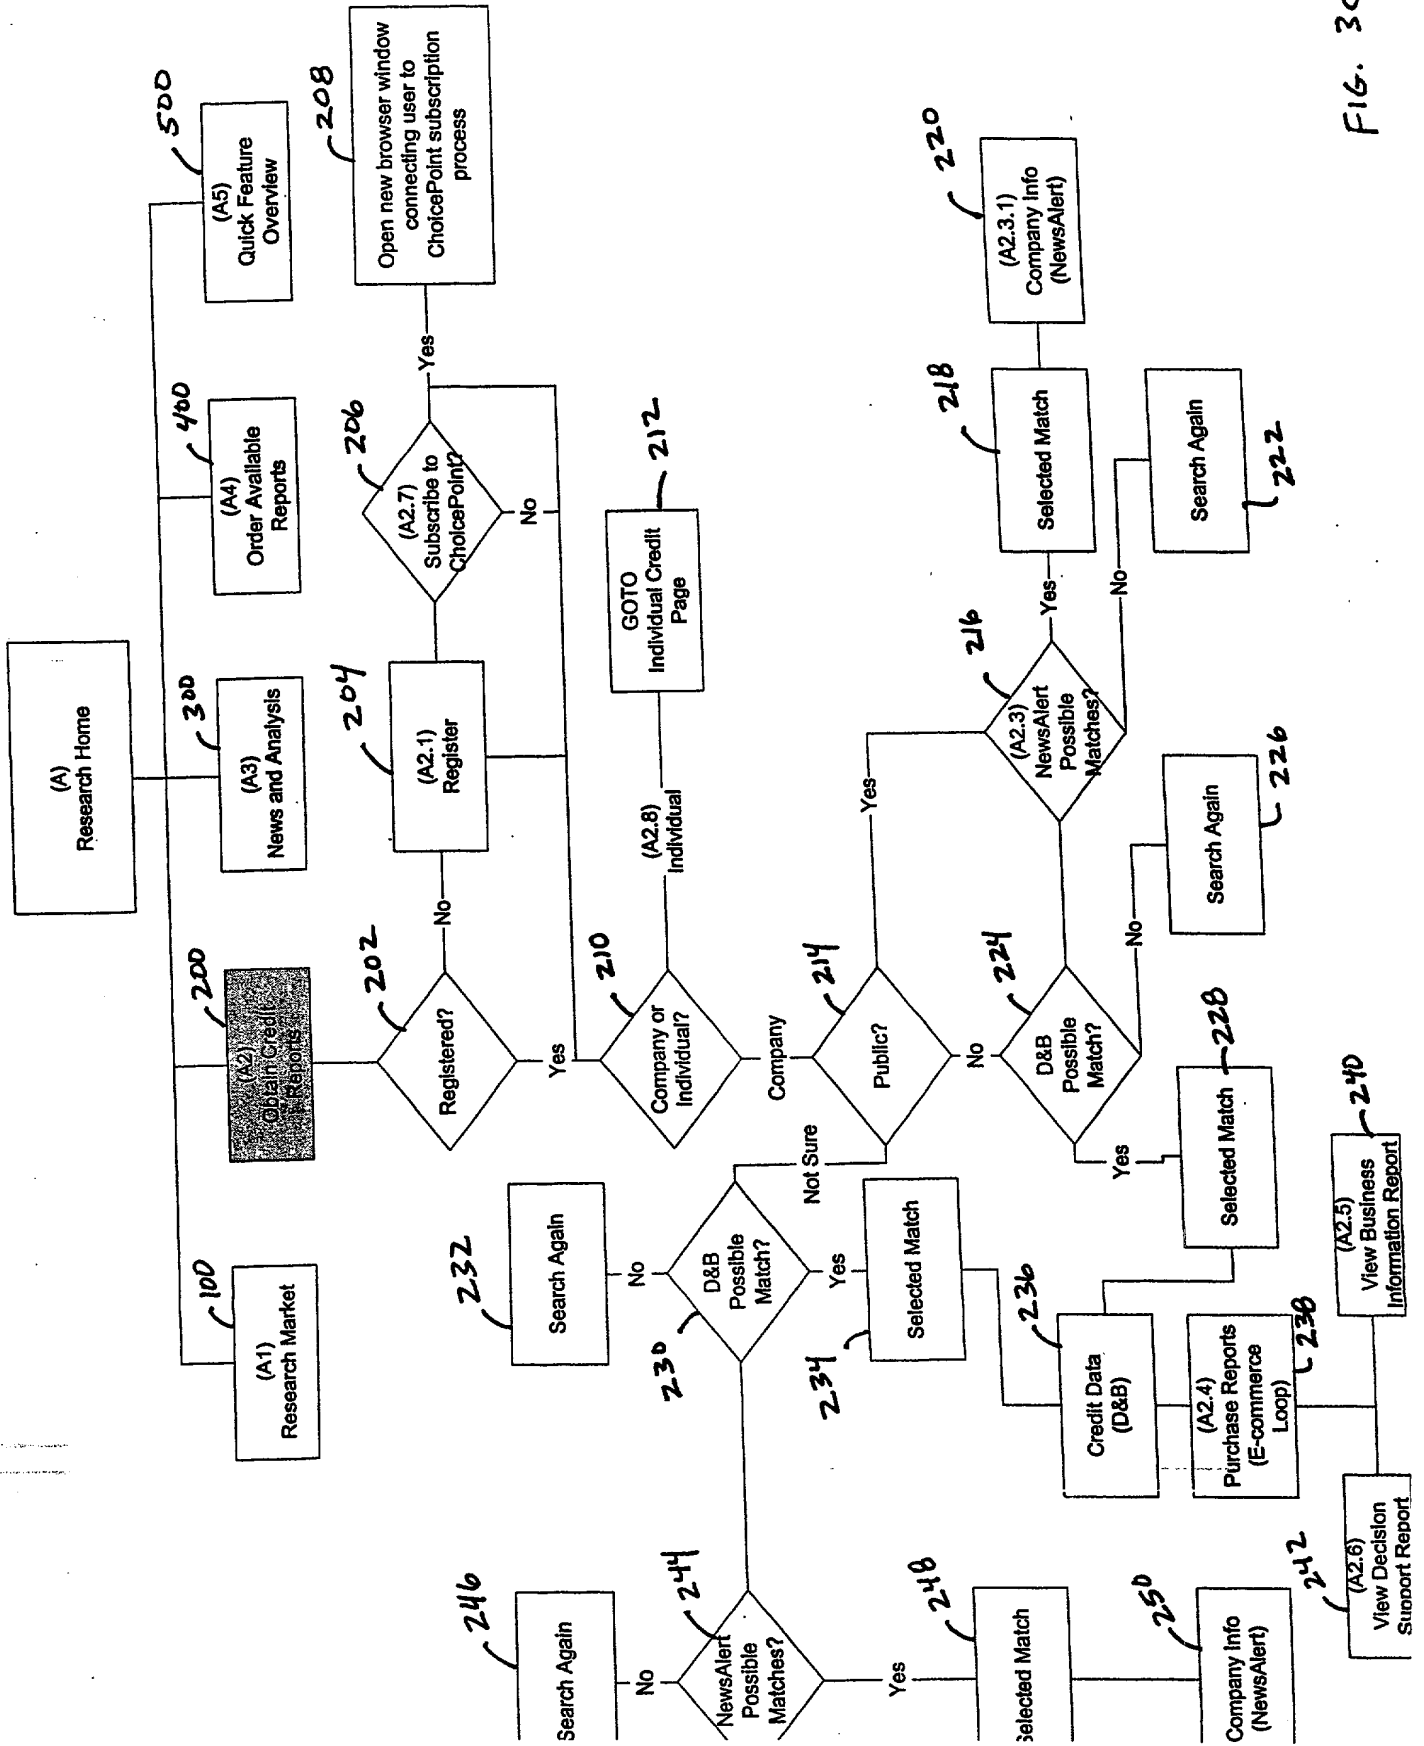 (A)
Research Home
100
(A1)
Research Market
200
(A2)
Obtain Credit
Reports
300
(A3)
News and Analysis
400
(A4)
Order Available
Reports
500
(A5)
Quick Feature
Overview
202
Registered?
No
Yes
204
(A2.1)
Register
206
(A2.7)
Subscribe to
ChoicePoint?
Yes
No
208
Open new browser window
connecting user to
ChoicePoint subscription
process
210
Company or
Individual?
(A2.8)
Individual
212
GOTO
Individual Credit
Page
Company
214
Public?
Yes
No
Not Sure
216
(A2.3)
NewsAlert
Possible
Matches?
Yes
No
218
Selected Match
220
(A2.3.1)
Company Info
(NewsAlert)
Search Again
222
224
D&B
Possible
Match?
No
Yes
Search Again
226
Selected Match
228
230
D&B
Possible
Match?
No
Yes
232
Search Again
234
Selected Match
236
Credit Data
(D&B)
(A2.4)
Purchase Reports
(E-commerce
Loop)
238
(A2.5)
View Business
Information Report
240
242
(A2.6)
View Decision
Support Report
244
NewsAlert
Possible
Matches?
No
Yes
246
Search Again
248
Selected Match
250
Company Info
(NewsAlert)
FIG.